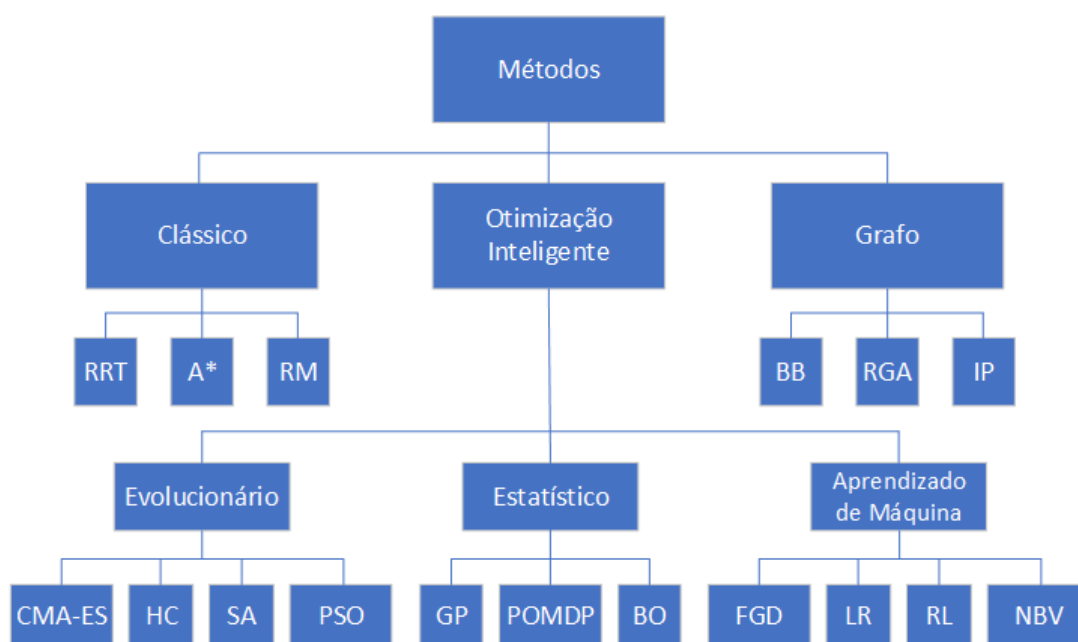 Métodos
Clássico
Otimização
Inteligente
Grafo
RRT
A*
RM
BB
RGA
IP
Evolucionário
Estatístico
Aprendizado
de Máquina
CMA-ES
HC
SA
PSO
GP
POMDP
BO
FGD
LR
RL
NBV